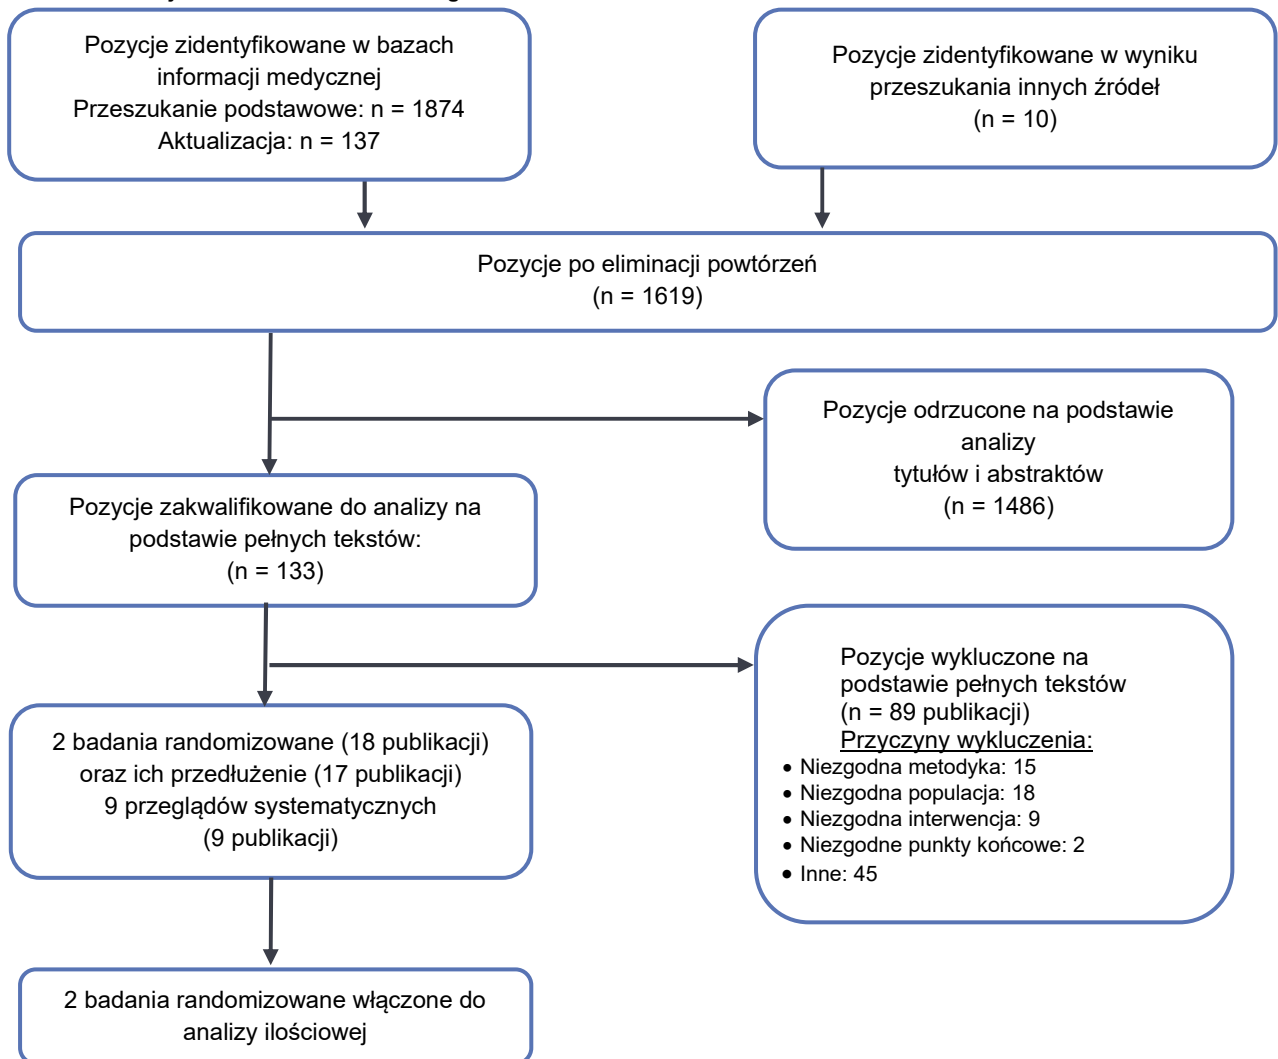 Pozycje zidentyfikowane w bazach
informacji medycznej
Przeszukanie podstawowe: n = 1874
Aktualizacja: n = 137
Pozycje zidentyfikowane w wyniku
przeszukania innych źródeł
(n = 10)
Pozycje po eliminacji powtórzeń
(n = 1619)
Pozycje odrzucone na podstawie
analizy
tytułów i abstraktów
(n = 1486)
Pozycje zakwalifikowane do analizy na
podstawie pełnych tekstów:
(n = 133)
Pozycje wykluczone na
podstawie pełnych tekstów
(n = 89 publikacji)
Przyczyny wykluczenia:
• Niezgodna metodyka: 15
• Niezgodna populacja: 18
• Niezgodna interwencja: 9
• Niezgodne punkty końcowe: 2
• Inne: 45
2 badania randomizowane (18 publikacji)
oraz ich przedłużenie (17 publikacji)
9 przeglądów systematycznych
(9 publikacji)
2 badania randomizowane włączone do
analizy ilościowej